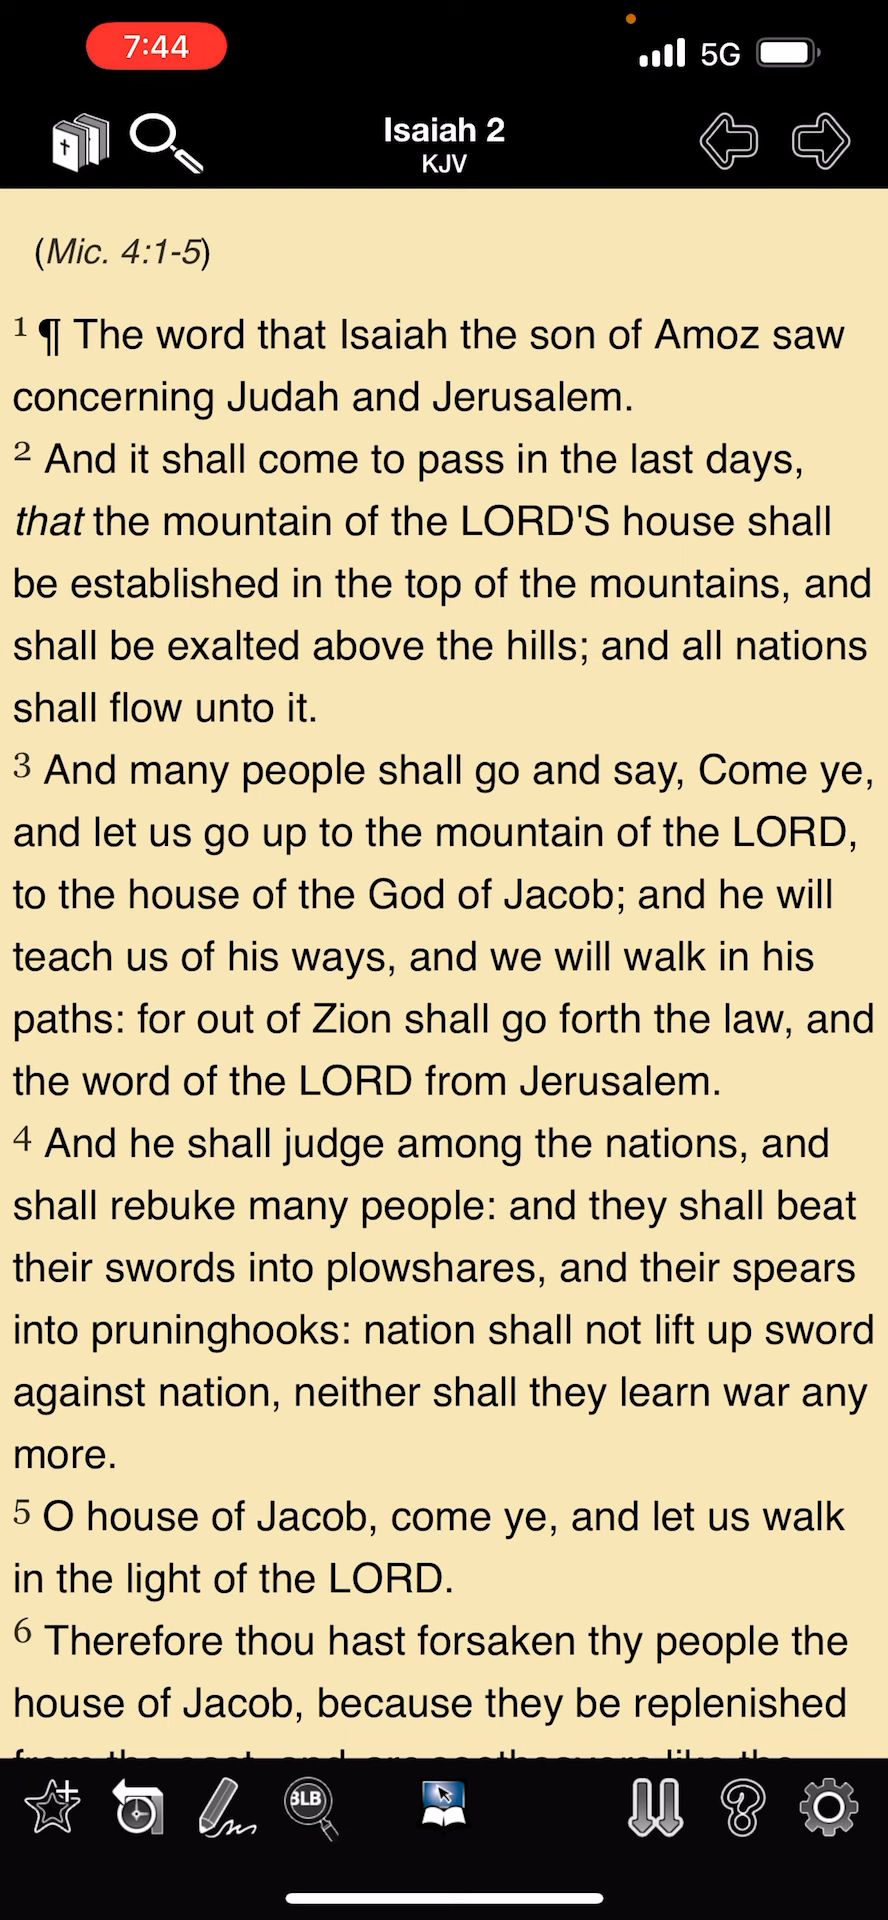 7:44
5G
Isaiah 2
KJV
(Mic. 4:1-5)
1 ¶ The word that Isaiah the son of Amoz saw
concerning Judah and Jerusalem.
2 And it shall come to pass in the last days,
that the mountain of the LORD'S house shall
be established in the top of the mountains, and
shall be exalted above the hills; and all nations
shall flow unto it.
3 And many people shall go and say, Come ye,
and let us go up to the mountain of the LORD,
to the house of the God of Jacob; and he will
teach us of his ways, and we will walk in his
paths: for out of Zion shall go forth the law, and
the word of the LORD from Jerusalem.
4 And he shall judge among the nations, and
shall rebuke many people: and they shall beat
their swords into plowshares, and their spears
into pruninghooks: nation shall not lift up sword
against nation, neither shall they learn war any
more.
5 O house of Jacob, come ye, and let us walk
in the light of the LORD.
6 Therefore thou hast forsaken thy people the
house of Jacob, because they be replenished
from the east, and are soothsayers like the
BLB